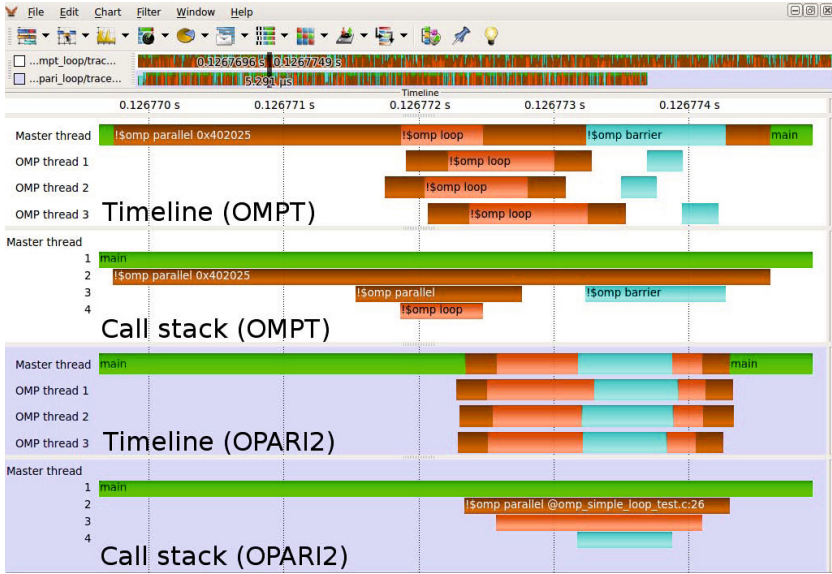 File Edit Chart Filter Window Help
...mpt_loop/trac... 0.1267696 s 0.1267749 s
...pari_loop/trace... 5.291 µs
Timeline
0.126770 s 0.126771 s 0.126772 s 0.126773 s 0.126774 s
Master thread !$omp parallel 0x402025 !$omp loop !$omp barrier main
OMP thread 1 !$omp loop
OMP thread 2 !$omp loop
OMP thread 3 !$omp loop
Timeline (OMPT)
Master thread
1 main
2 !$omp parallel 0x402025
3 !$omp parallel !$omp barrier
4 !$omp loop
Call stack (OMPT)
Master thread main main
OMP thread 1
OMP thread 2
OMP thread 3
Timeline (OPARI2)
Master thread
1 main
2 !$omp parallel @omp_simple_loop_test.c:26
3
4
Call stack (OPARI2)